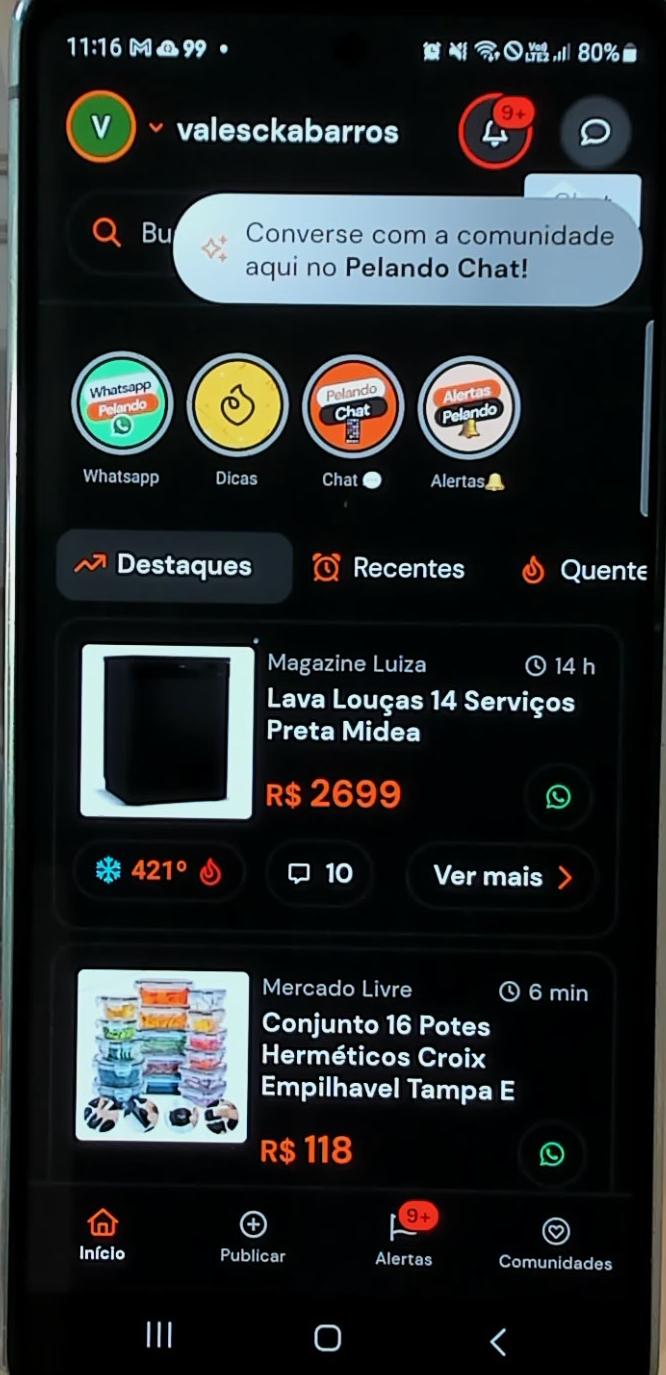 11:16 99
Vo) LTE2 80%
V valesckabarros 9+
Bu
Converse com a comunidade
aqui no Pelando Chat!
Whatsapp
Pelando
Pelando
Chat
Alertas
Pelando
Whatsapp
Dicas
Chat
Alertas
Destaques
Recentes
Quente
Magazine Luiza 14 h
Lava Louças 14 Serviços
Preta Midea
R$ 2699
421° 10 Ver mais
Mercado Livre 6 min
Conjunto 16 Potes
Herméticos Croix
Empilhavel Tampa E
R$ 118
9+
Início
Publicar
Alertas
Comunidades